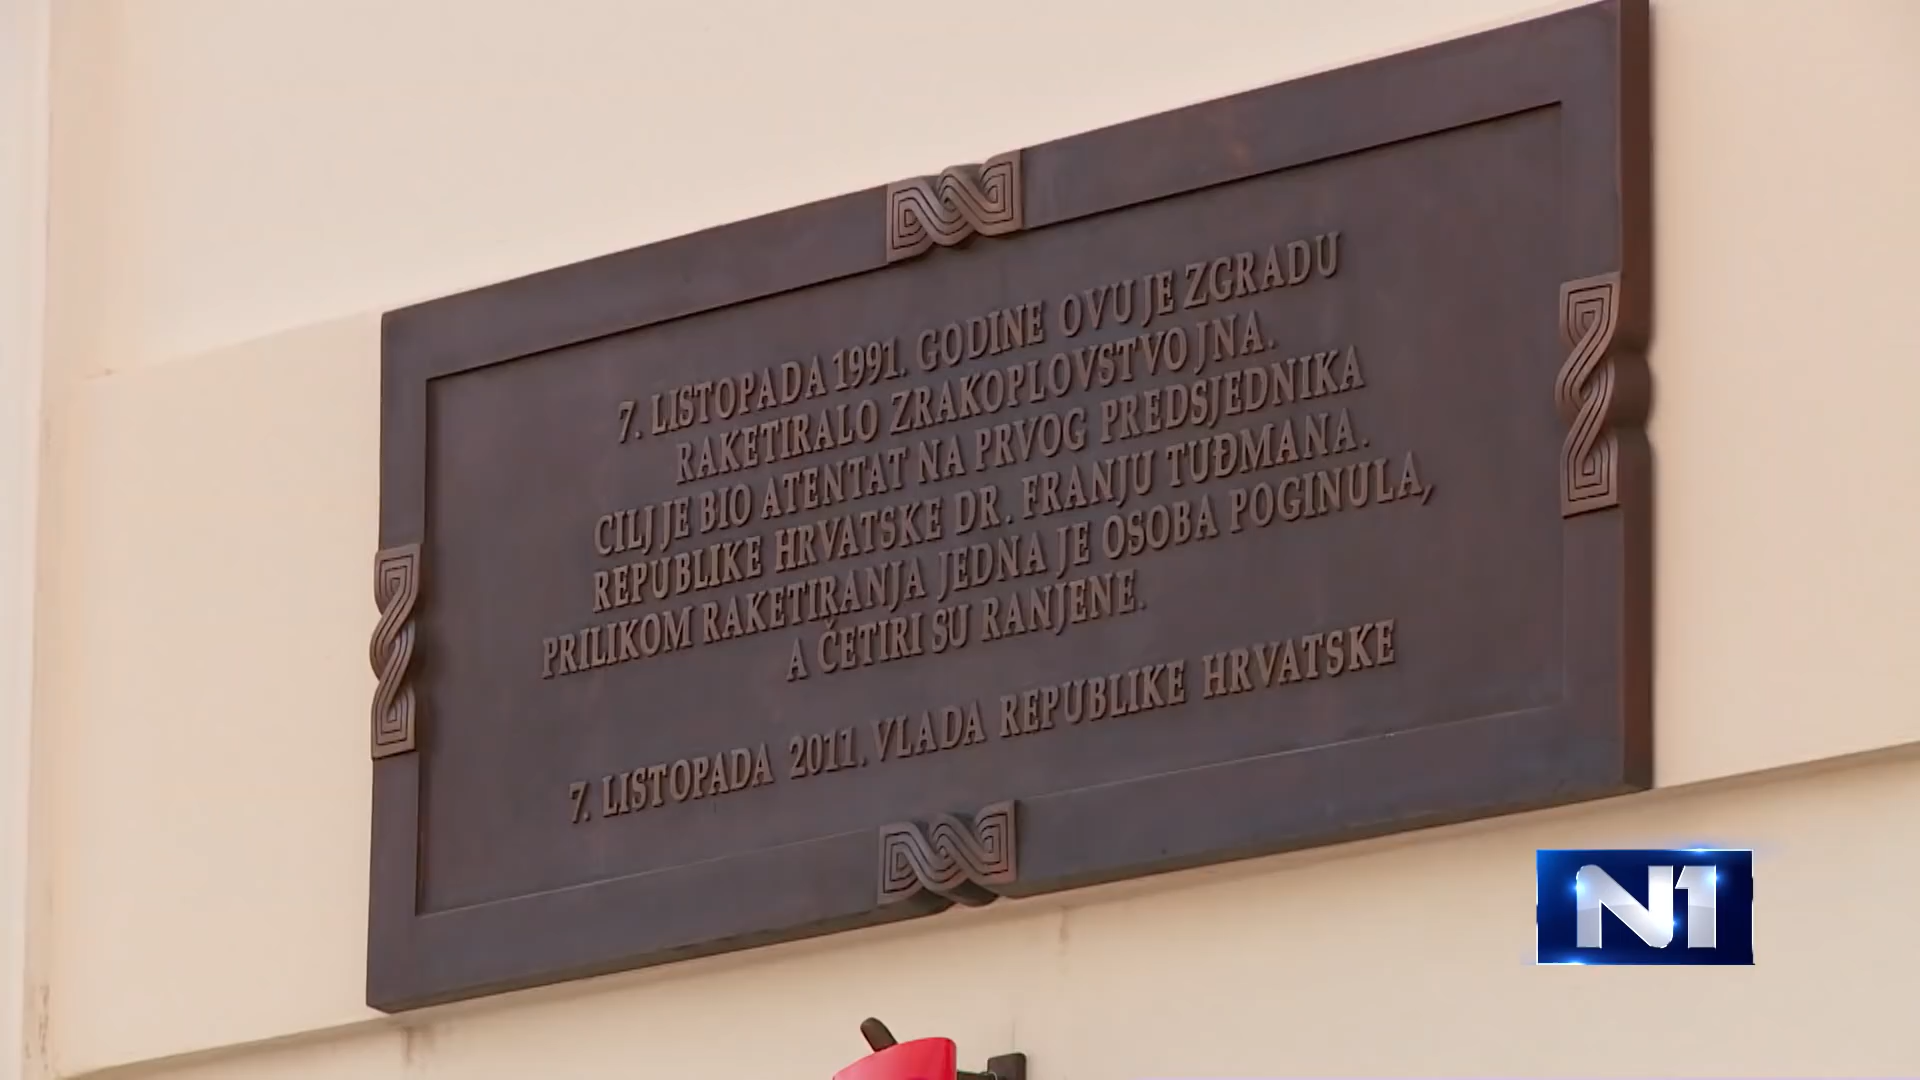 7. LISTOPADA 1991. GODINE OVU JE ZGRADU
RAKETIRALO ZRAKOPLOVSTVO JNA.
CILJ JE BIO ATENTAT NA PRVOG PREDSJEDNIKA
REPUBLIKE HRVATSKE DR. FRANJU TUĐMANA.
PRILIKOM RAKETIRANJA JEDNA JE OSOBA POGINULA,
A ČETIRI SU RANJENE.
7. LISTOPADA 2011. VLADA REPUBLIKE HRVATSKE
N1